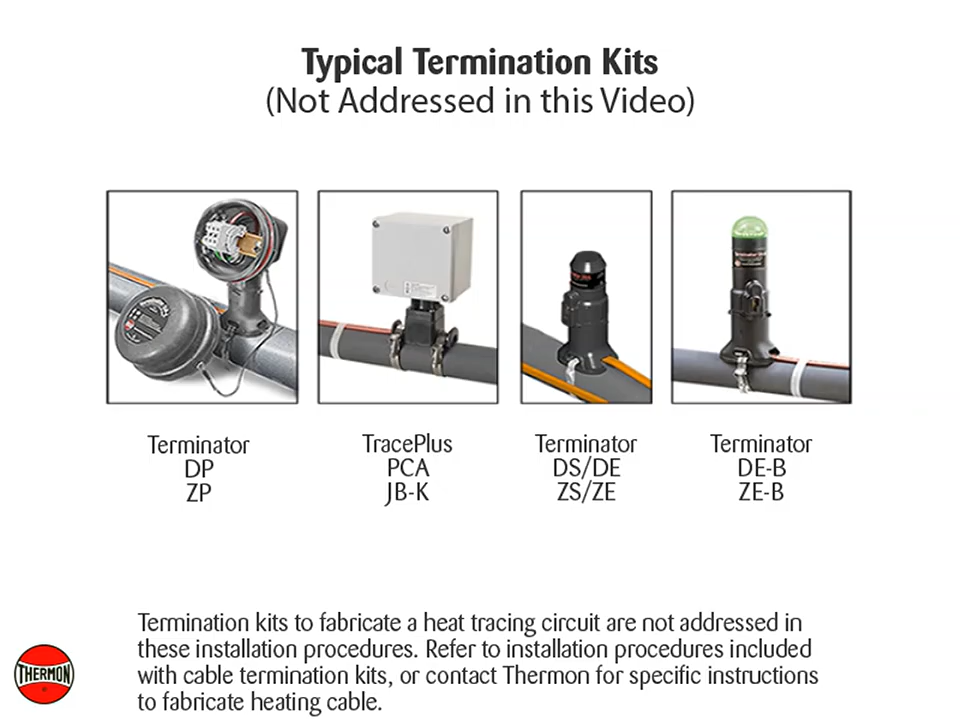 Typical Termination Kits
(Not Addressed in this Video)
Terminator
DP
ZP
TracePlus
PCA
JB-K
Terminator
DS/DE
ZS/ZE
Terminator
DE-B
ZE-B
Termination kits to fabricate a heat tracing circuit are not addressed in
these installation procedures. Refer to installation procedures included
with cable termination kits, or contact Thermon for specific instructions
to fabricate heating cable.
THERMON